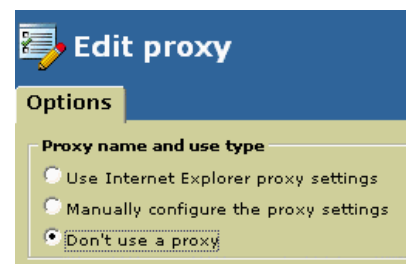 Edit proxy
Options
Proxy name and use type
Use Internet Explorer proxy settings
Manually configure the proxy settings
Don't use a proxy